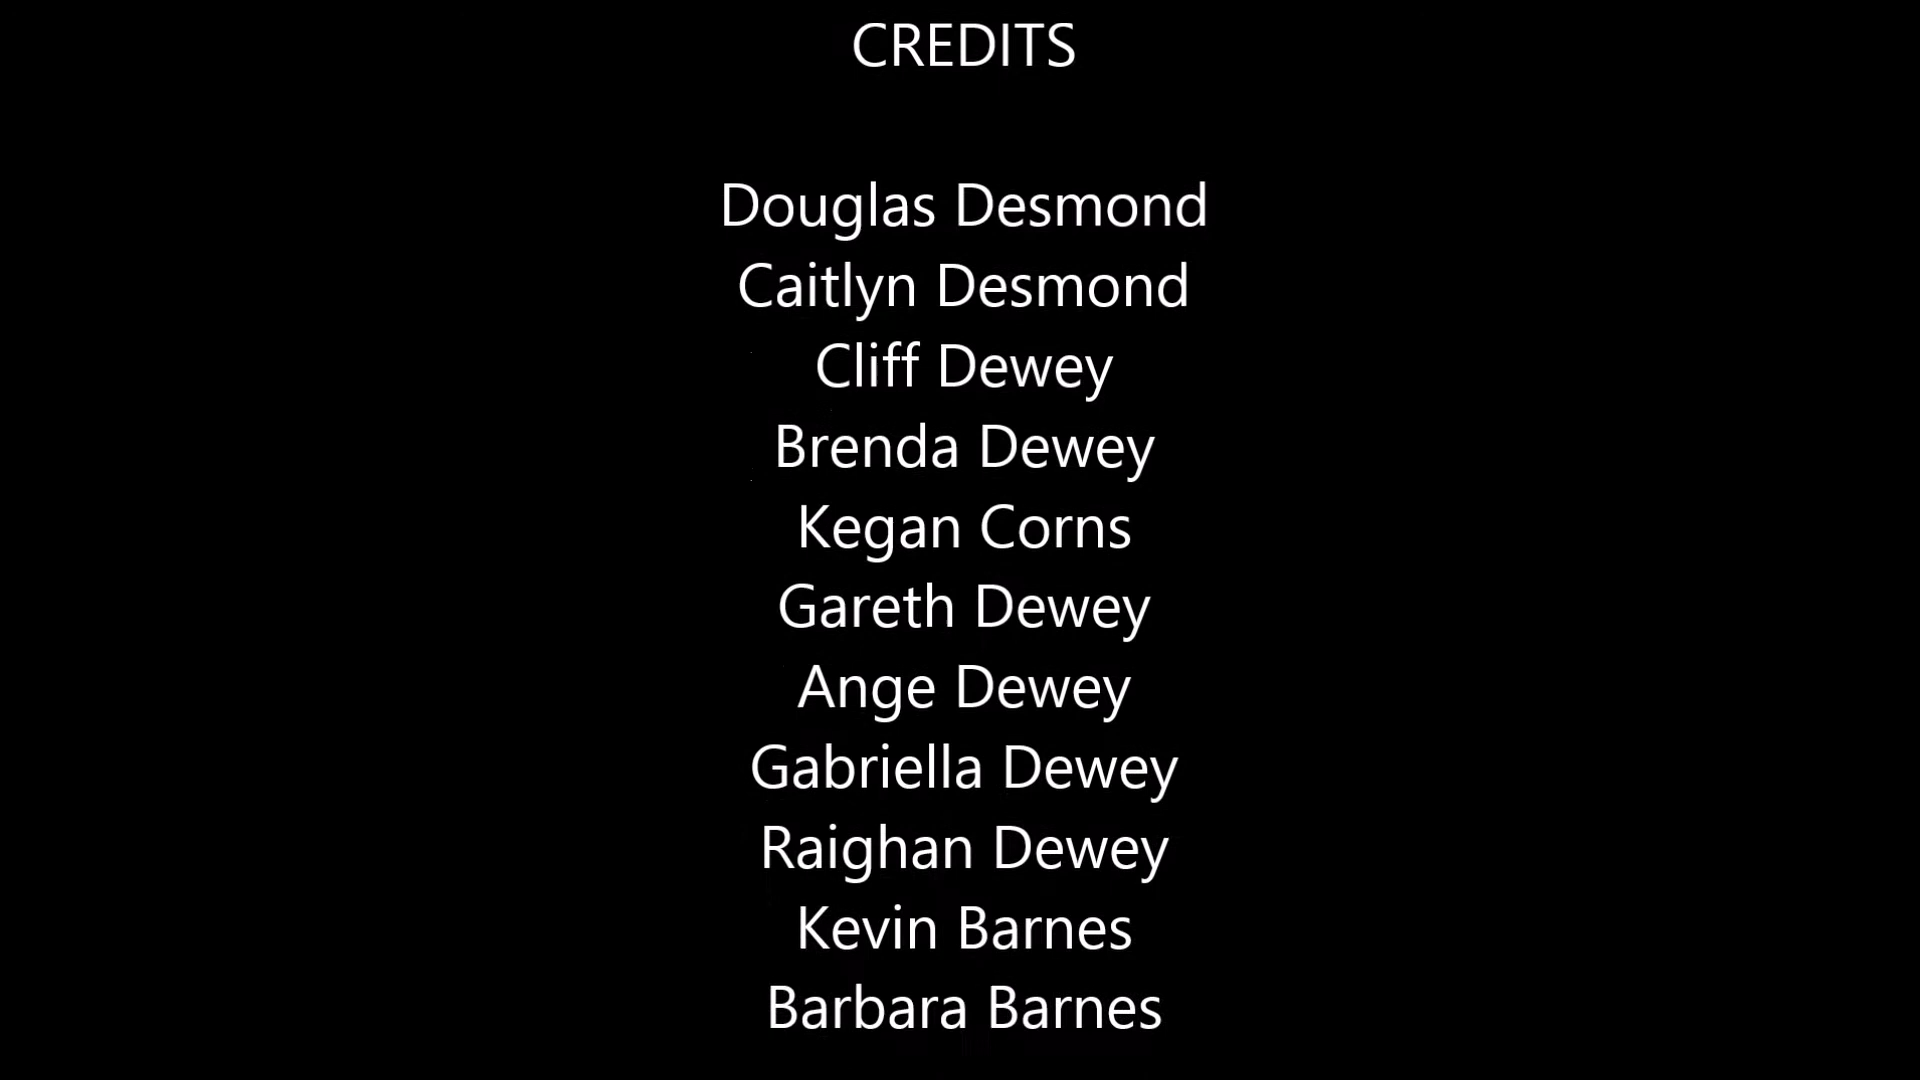 CREDITS
Douglas Desmond
Caitlyn Desmond
Cliff Dewey
Brenda Dewey
Kegan Corns
Gareth Dewey
Ange Dewey
Gabriella Dewey
Raighan Dewey
Kevin Barnes
Barbara Barnes